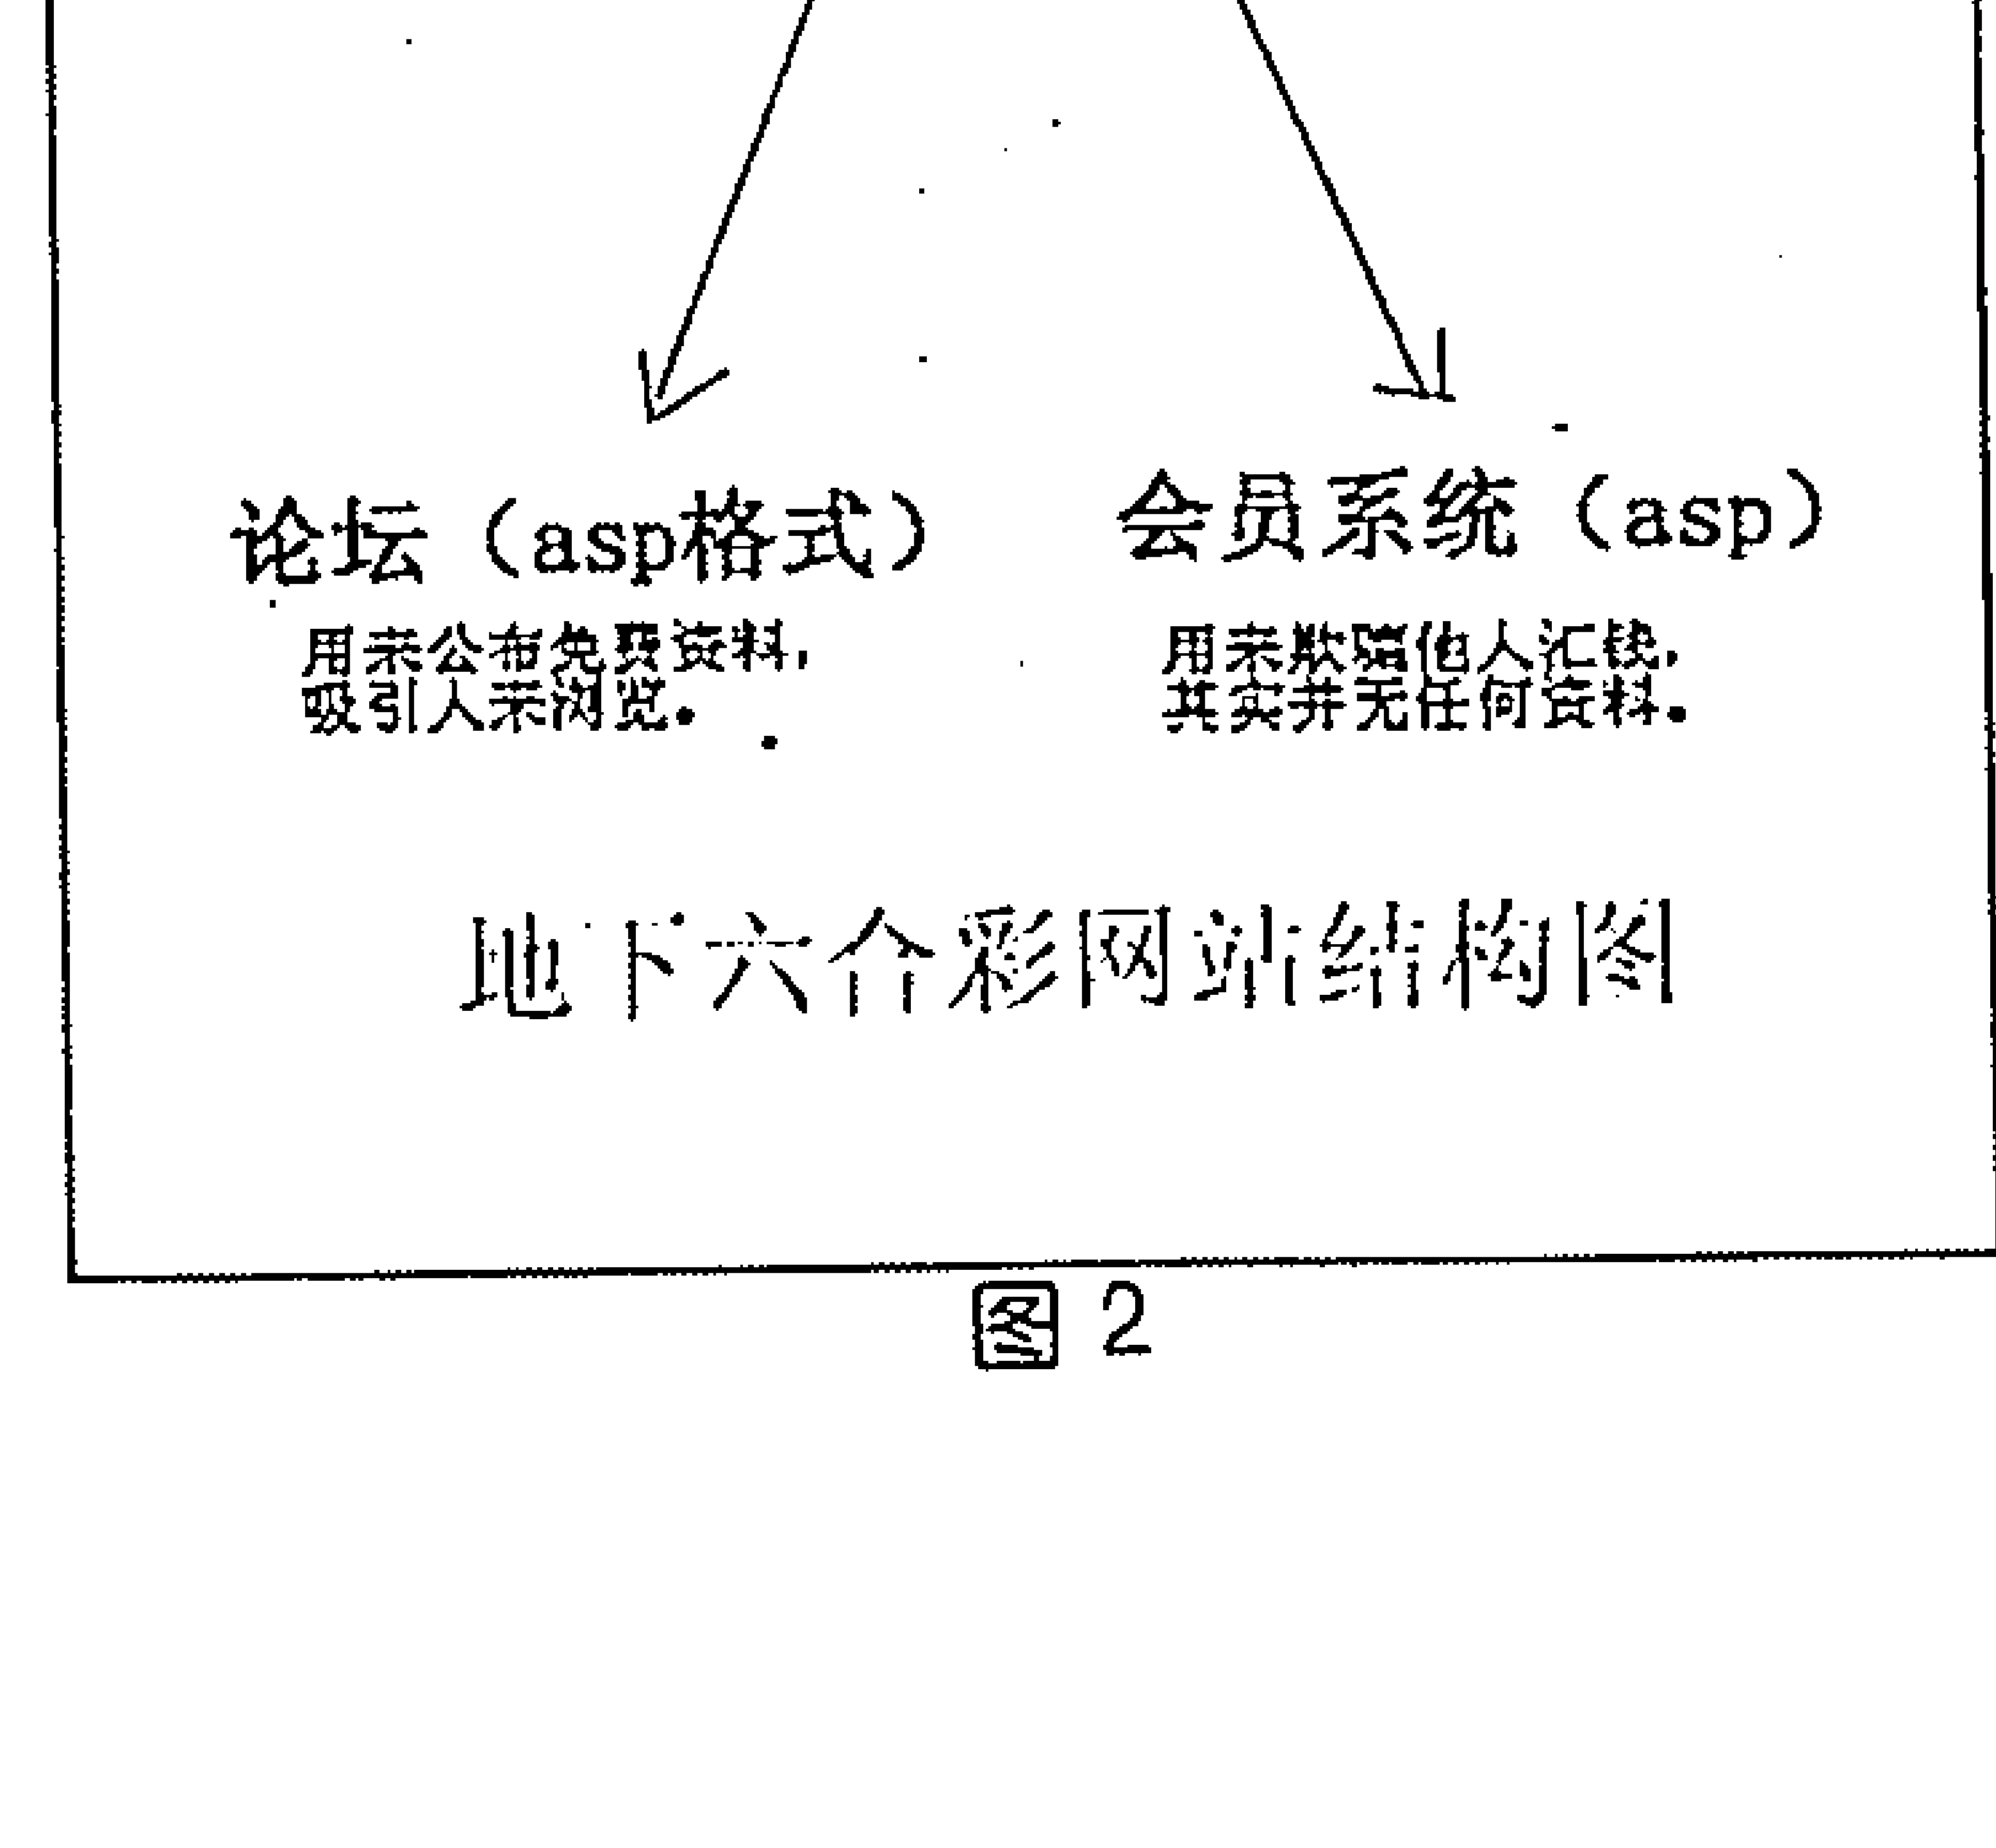 论坛（asp格式）
用来公布免费资料，
吸引人来浏览。
会员系统（asp）
用来欺骗他人汇钱，
其实并无任何资料。
地下六合彩网站结构图
图 2